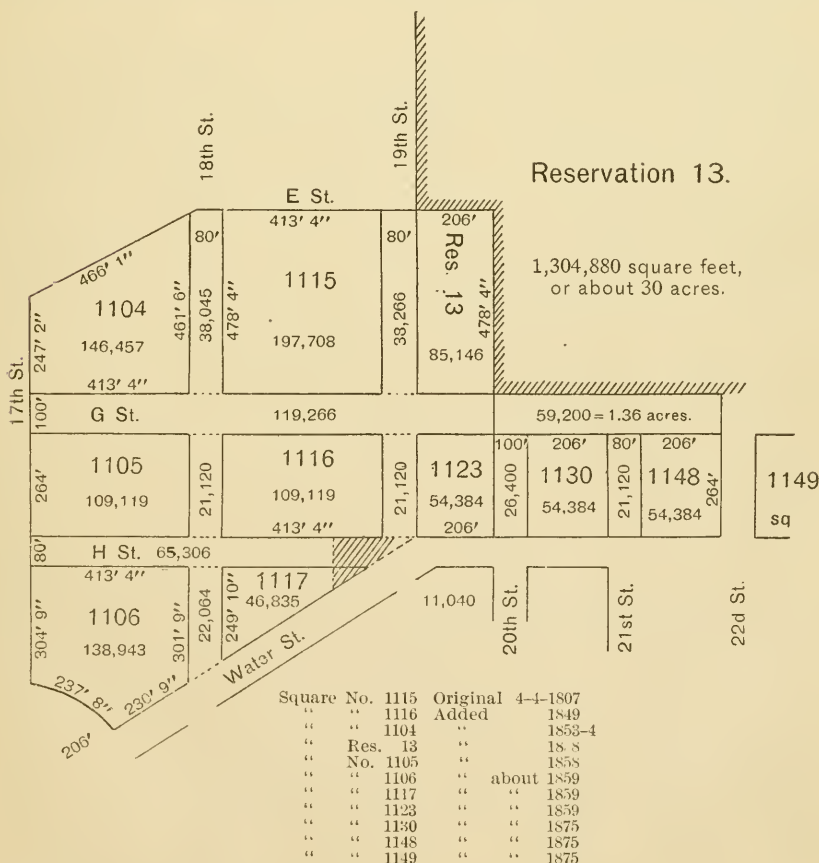 18th St.
19th St.
Reservation 13.
E St.
413′ 4″
80′
80′
206′
1,304,880 square feet,
or about 30 acres.
466′ 1″
1104
146,457
413′ 4″
247′ 2″
461′ 6″
38,045
478′ 4″
1115
197,708
38,266
Res. 13
478′ 4″
85,146
17th St.
100′
G St.
119,266
59,200 = 1.36 acres.
264′
1105
109,119
21,120
1116
109,119
413′ 4″
21,120
1123
54,384
206′
100′
26,400
206′
1130
54,384
80′
21,120
206′
1148
54,384
264′
1149
sq
80′
H St. 65,306
413′ 4″
304′ 9″
1106
138,943
301′ 9″
22,064
249′ 10″
1117
46,835
11,040
20th St.
21st St.
22d St.
Water St.
237′ 8″
230′ 9″
206′
Square No. 1115 Original 4-4-1807
“ “ 1116 Added 1849
“ “ 1104 “ 1853-4
“ Res. 13 “
“ No. 1105 “ 1858
“ “ 1106 “ about 1859
“ “ 1117 “ “ 1859
“ “ 1123 “ “ 1859
“ “ 1130 “ “ 1875
“ “ 1148 “ “ 1875
“ “ 1149 “ “ 1875